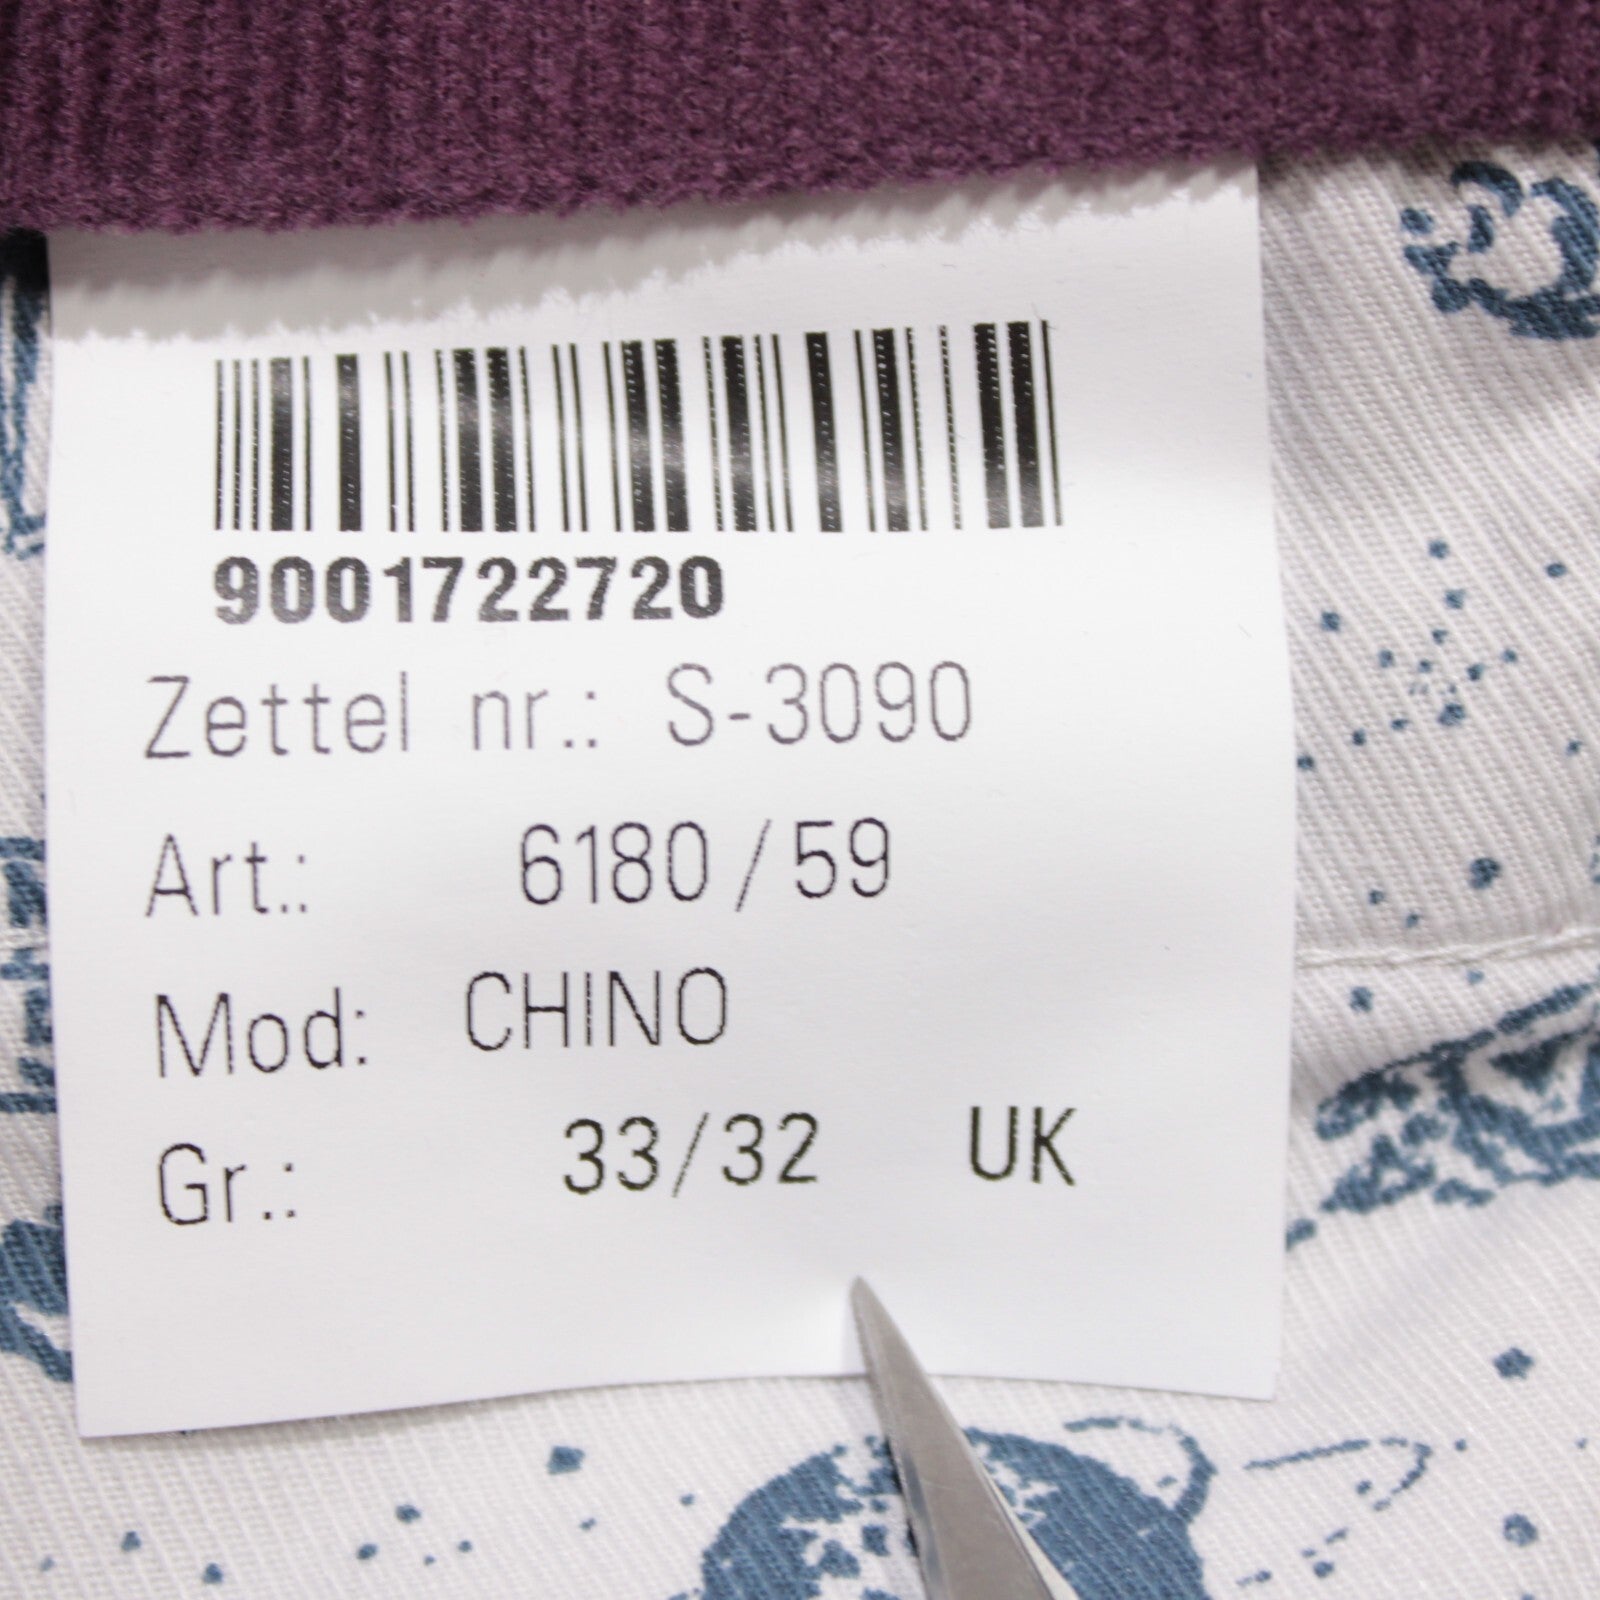 9001722720
Zettel nr.: S-3090
Art.: 6180 / 59
Mod: CHINO
Gr.: 33/32 UK